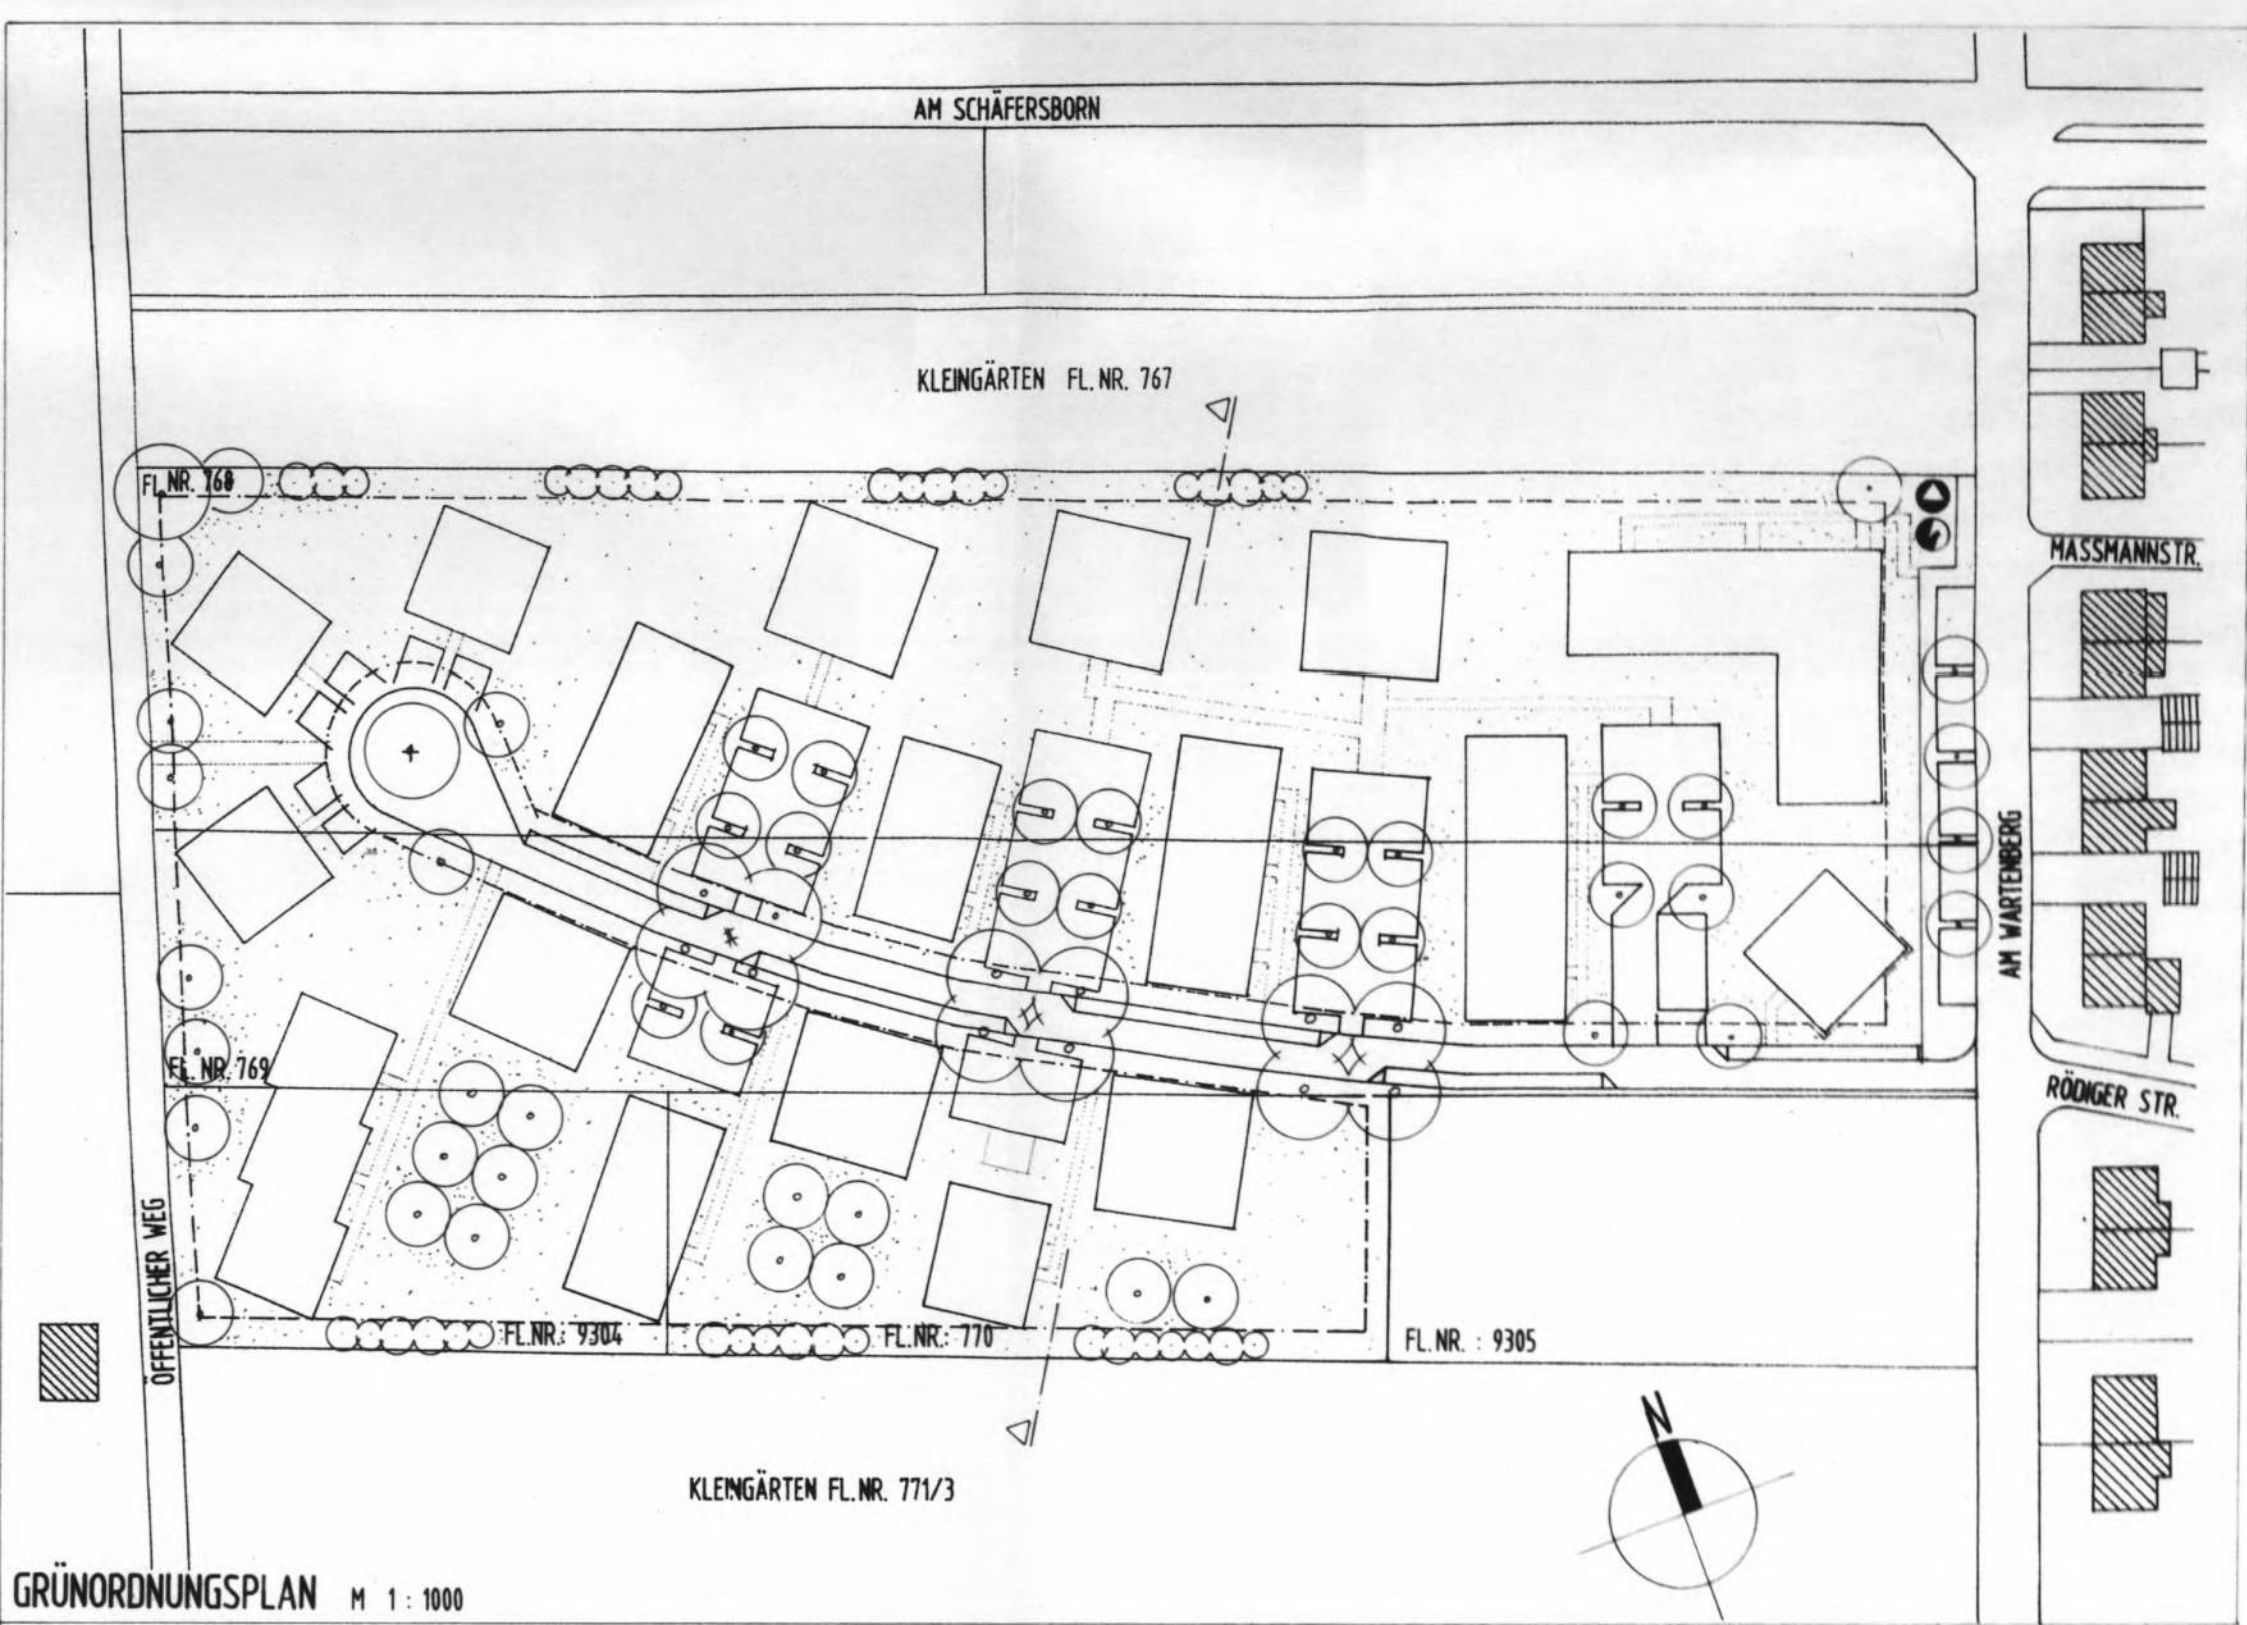 AM SCHÄFERSBORN
KLEINGÄRTEN FL.NR. 767
FL.NR. 768
MASSMANNSTR.
AM WARTENBERG
FL. NR. 769
RÖDIGER STR.
ÖFFENTLICHER WEG
FL.NR.: 9304
FL.NR.: 770
FL.NR. : 9305
N
KLEINGÄRTEN FL.NR. 771/3
GRÜNORDNUNGSPLAN M 1 : 1000